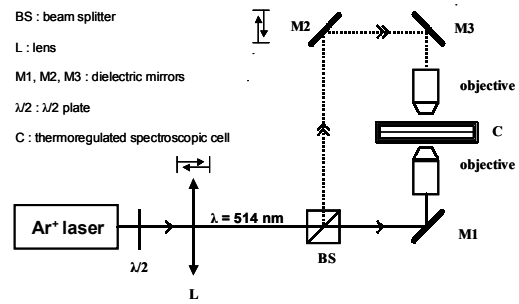 BS : beam splitter
L : lens
M1, M2, M3 : dielectric mirrors
λ/2 : λ/2 plate
C : thermoregulated spectroscopic cell
M2
M3
objective
C
objective
Ar+ laser
λ = 514 nm
λ/2
BS
M1
L